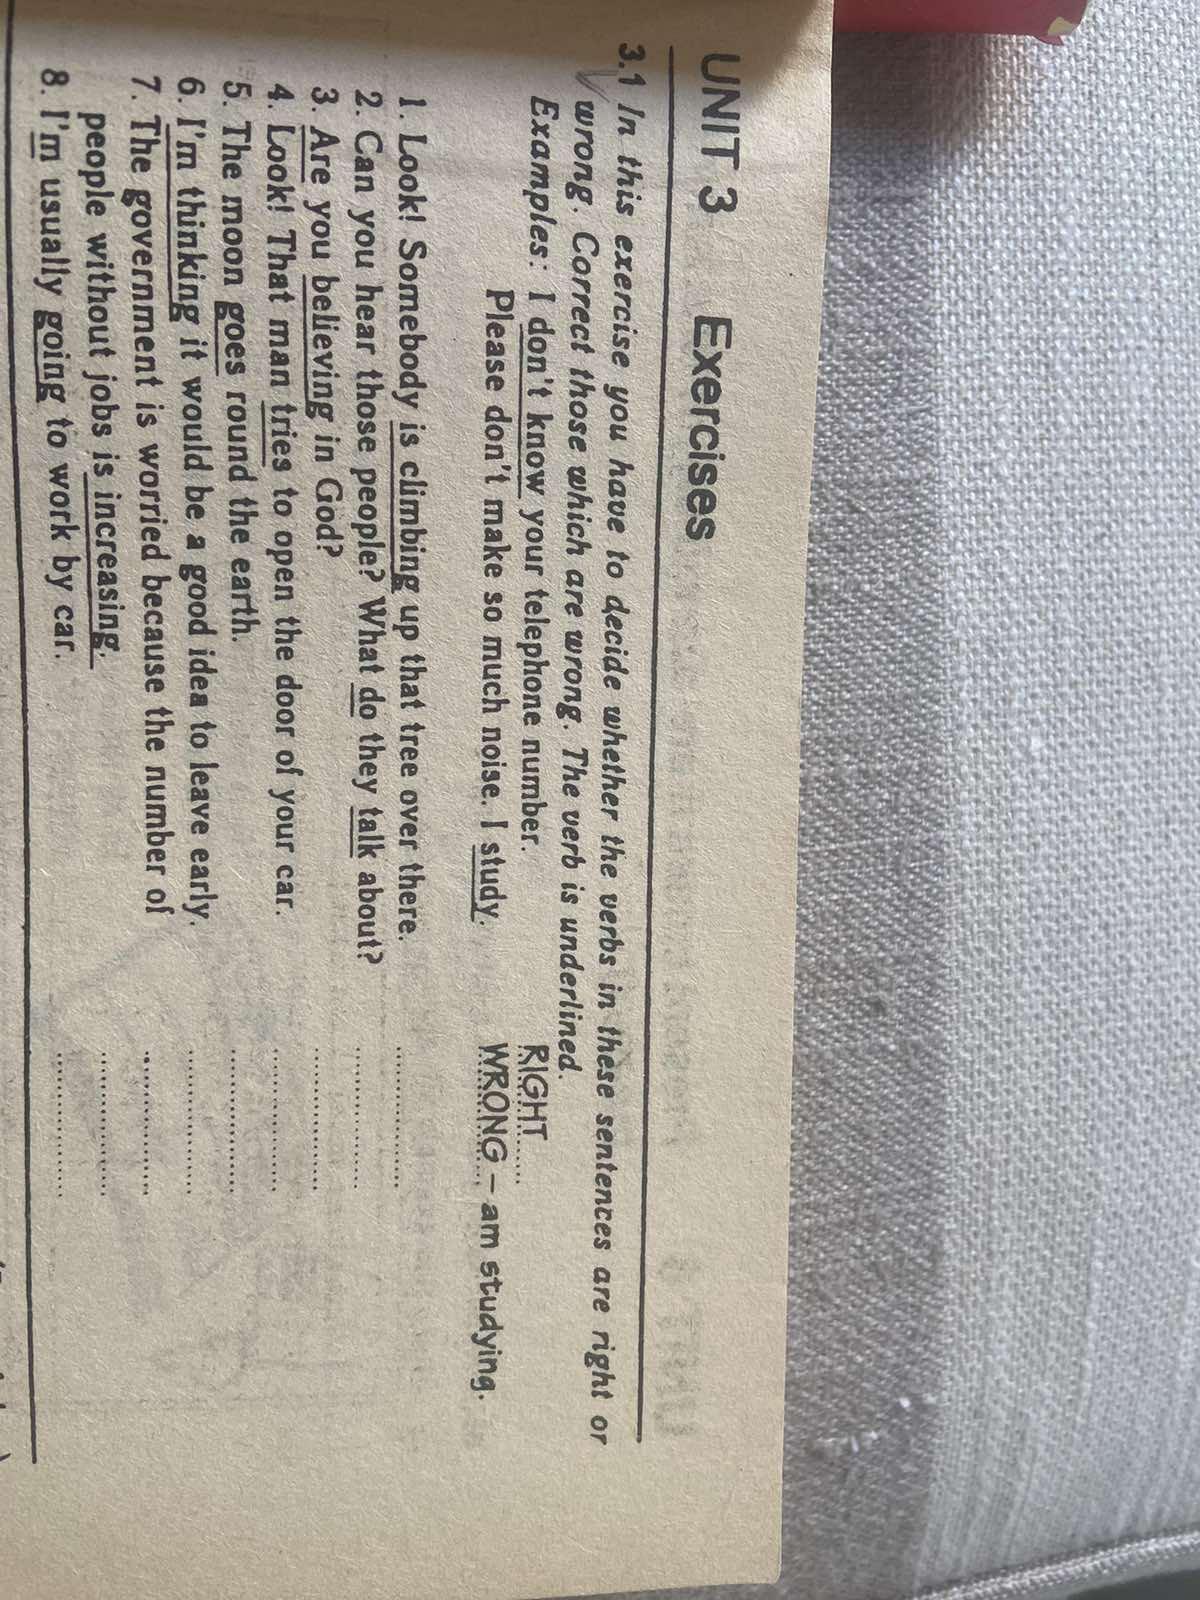 UNIT 3 Exercises
3.1 In this exercise you have to decide whether the verbs in these sentences are right or
wrong. Correct those which are wrong. The verb is underlined.
Examples: I don't know your telephone number. RIGHT
Please don't make so much noise. I study. WRONG – am studying.
1. Look! Somebody is climbing up that tree over there. ..............
2. Can you hear those people? What do they talk about? ..............
3. Are you believing in God? ..............
4. Look! That man tries to open the door of your car. ..............
5. The moon goes round the earth. ..............
6. I'm thinking it would be a good idea to leave early. ..............
7. The government is worried because the number of ..............
people without jobs is increasing. ..............
8. I'm usually going to work by car. ..............